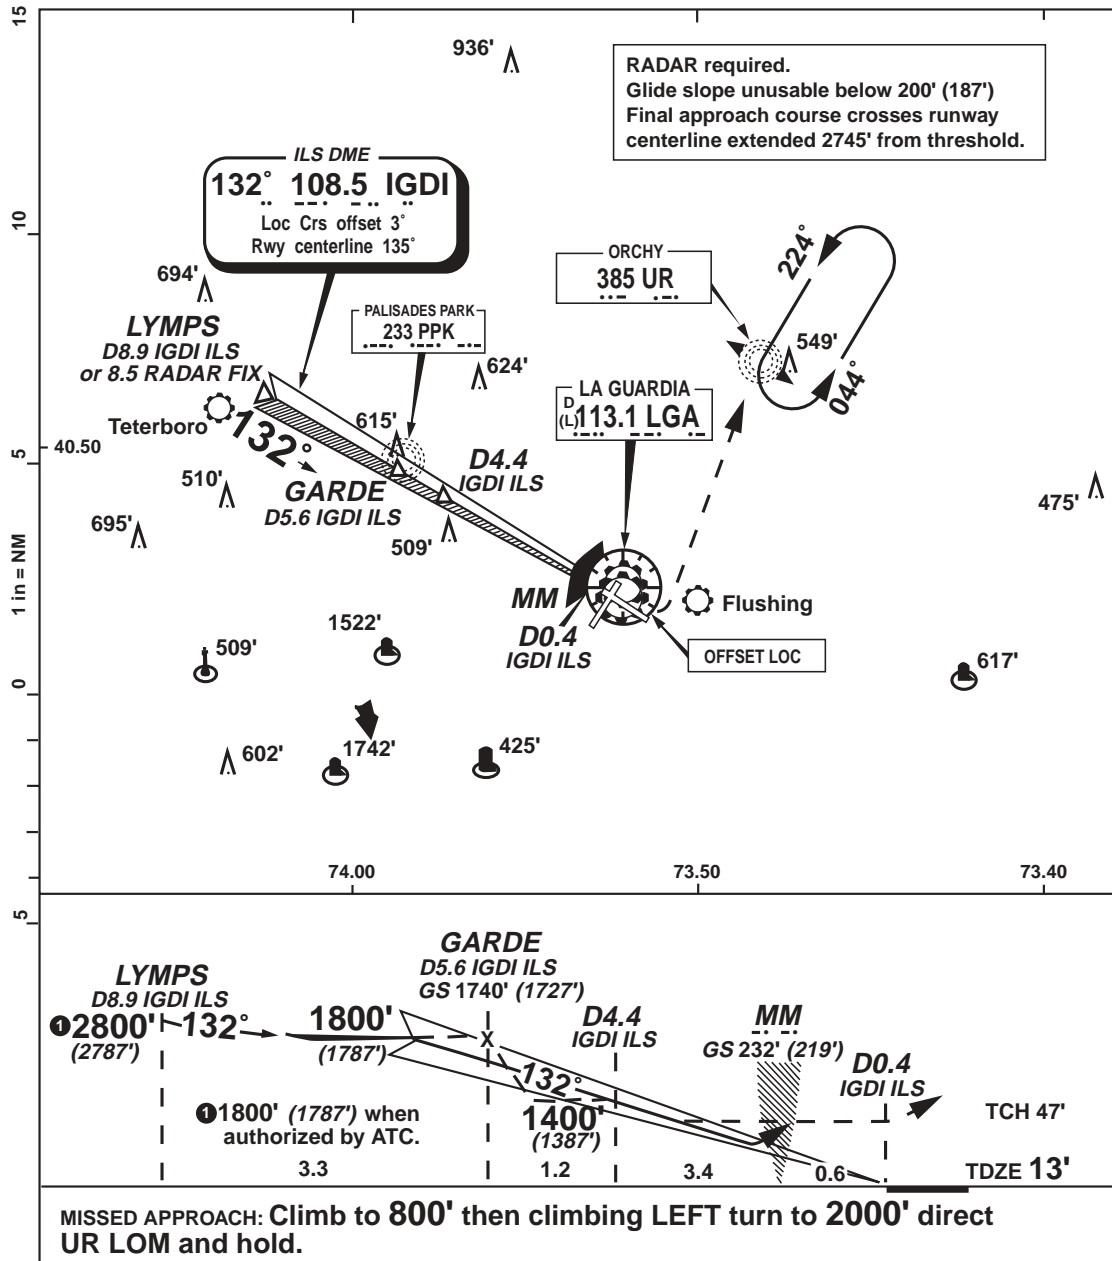 15
936'
RADAR required.
Glide slope unusable below 200' (187')
Final approach course crosses runway
centerline extended 2745' from threshold.
ILS DME
132° 108.5 IGDI
Loc Crs offset 3°
Rwy centerline 135°
10
224°
ORCHY
385 UR
694'
PALISADES PARK
233 PPK
LYMPS
D8.9 IGDI ILS
or 8.5 RADAR FIX
624'
549'
044°
LA GUARDIA
D
(L) 113.1 LGA
615'
Teterboro
132°
40.50
5
D4.4
IGDI ILS
510'
GARDE
D5.6 IGDI ILS
475'
695'
509'
1 in = NM
MM
Flushing
D0.4
IGDI ILS
1522'
509'
OFFSET LOC
617'
0
1742'
425'
602'
74.00
73.50
73.40
5
GARDE
D5.6 IGDI ILS
GS 1740' (1727')
LYMPS
D8.9 IGDI ILS
1 2800'
(2787')
132°
1800'
(1787')
D4.4
IGDI ILS
MM
GS 232' (219')
X
D0.4
IGDI ILS
132°
1 1800' (1787') when
authorized by ATC.
1400'
(1387')
TCH 47'
3.3
1.2
3.4
0.6
TDZE 13'
MISSED APPROACH: Climb to 800' then climbing LEFT turn to 2000' direct
UR LOM and hold.